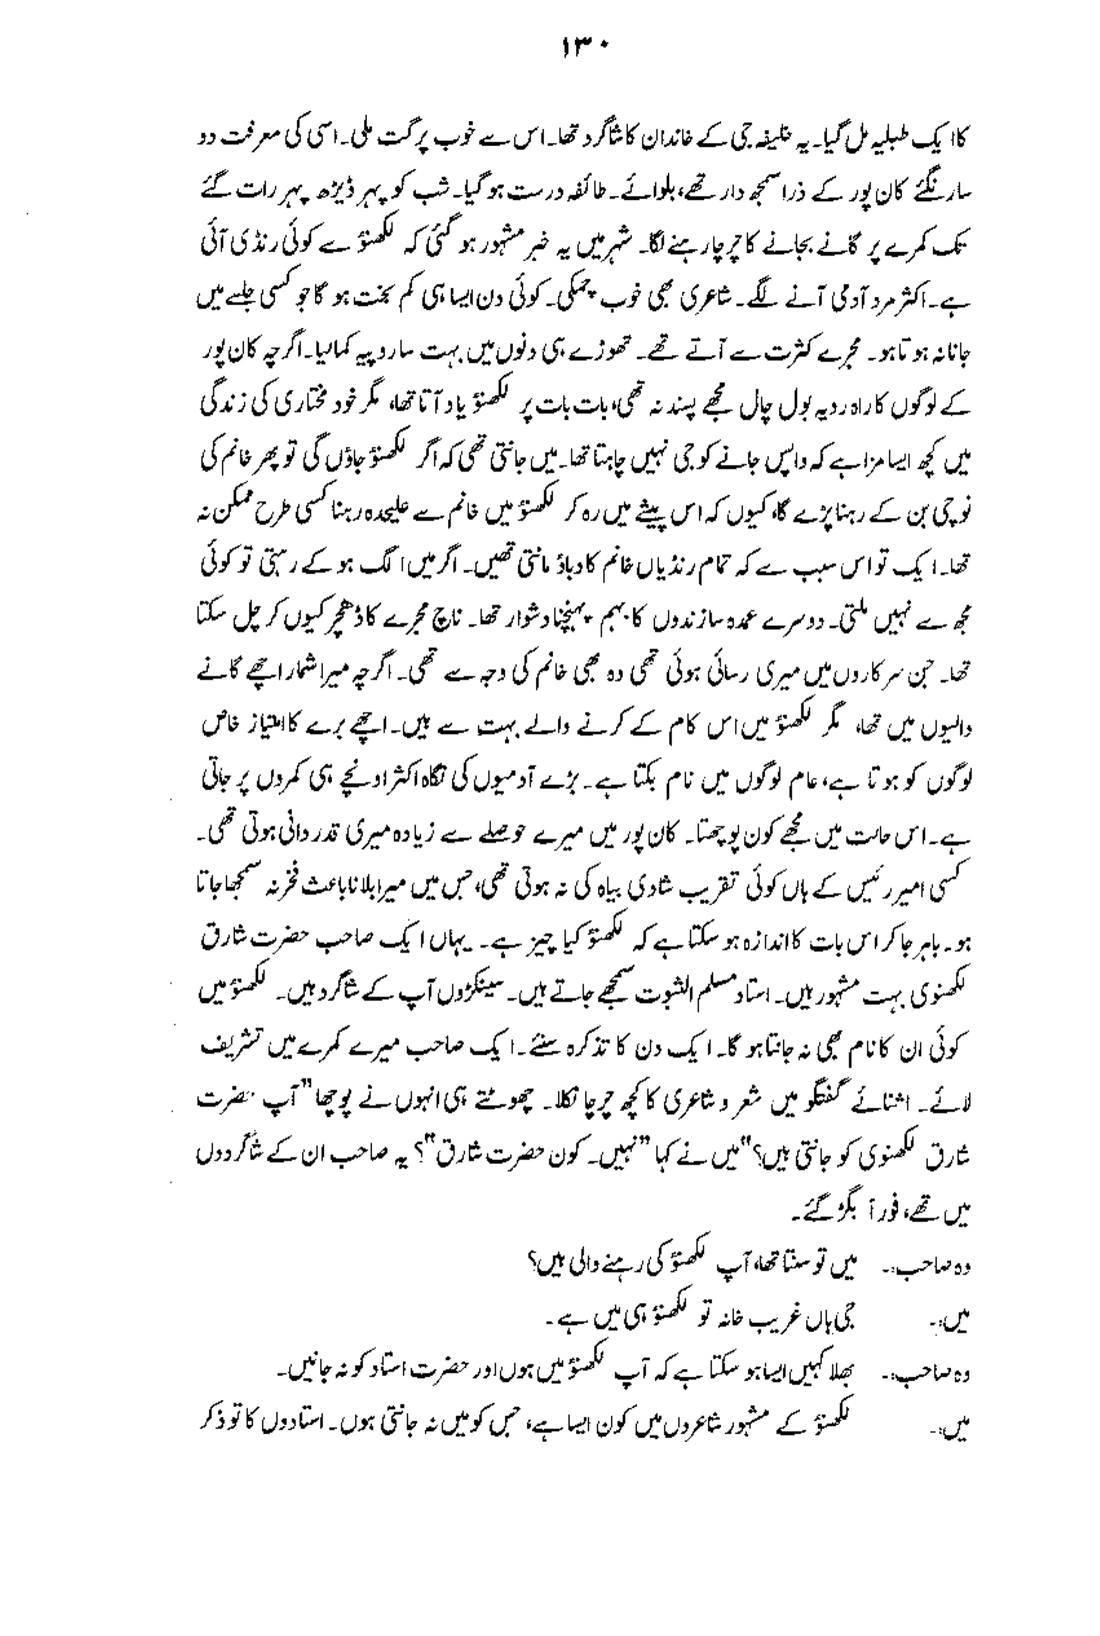 ۱۳۰
کا ایک طبلیہ مل گیا۔ یہ خلیفہ جی کے خاندان کا شاگرد تھا۔ اس سے خوب پرگت ملی۔ اسی کی معرفت دو
سارنگئے کان پور کے ذرا سمجھ دار تھے، بلوائے۔ طائفہ درست ہو گیا۔ شب کو پہر ڈیڑھ پہر رات گئے
تک کمرے پر گانے بجانے کا چرچا رہنے لگا۔ شہر میں یہ خبر مشہور ہو گئی کہ لکھنؤ سے کوئی رنڈی آئی
ہے۔ اکثر مرد آدمی آنے لگے۔ شاعری بھی خوب چمکی۔ کوئی دن ایسا ہی کم بخت ہو گا جو کسی جلسے میں
جانا نہ ہوتا ہو۔ مجرے کثرت سے آتے تھے۔ تھوڑے ہی دنوں میں بہت سا روپیہ کما لیا۔ اگرچہ کان پور
کے لوگوں کا راہ رویہ بول چال مجھے پسند نہ تھی، بات بات پر لکھنؤ یاد آتا تھا، مگر خود مختاری کی زندگی
میں کچھ ایسا مزا ہے کہ واپس جانے کو جی نہیں چاہتا تھا۔ میں جانتی تھی کہ اگر لکھنؤ جاؤں گی تو پھر خانم کی
نوچی بن کے رہنا پڑے گا، کیوں کہ اس پیشے میں رہ کر لکھنؤ میں خانم سے علیحدہ رہنا کسی طرح ممکن نہ
تھا۔ ایک تو اس سبب سے کہ تمام رنڈیاں خانم کا دباؤ مانتی تھیں۔ اگر میں الگ ہو کے رہتی تو کوئی
مجھ سے نہیں ملتی۔ دوسرے عمدہ سازندوں کا بہم پہنچنا دشوار تھا۔ ناچ مجرے کا ڈھچر کیوں کر چل سکتا
تھا۔ جن سرکاروں میں میری رسائی ہوئی تھی وہ بھی خانم کی وجہ سے تھی۔ اگرچہ میرا شمار اچھے گانے
والیوں میں تھا، مگر لکھنؤ میں اس کام کے کرنے والے بہت سے ہیں۔ اچھے برے کا امتیاز خاص
لوگوں کو ہوتا ہے، عام لوگوں میں نام بکتا ہے۔ بڑے آدمیوں کی نگاہ اکثر اونچے ہی کمروں پر جاتی
ہے۔ اس حالت میں مجھے کون پوچھتا۔ کان پور میں میرے حوصلے سے زیادہ میری قدر دانی ہوتی تھی۔
کسی امیر رئیس کے ہاں کوئی تقریب شادی بیاہ کی نہ ہوتی تھی، جس میں میرا بلانا باعث فخر نہ سمجھا جاتا
ہو۔ باہر جا کر اس بات کا اندازہ ہو سکتا ہے کہ لکھنؤ کیا چیز ہے۔ یہاں ایک صاحب حضرت شارق
لکھنوی بہت مشہور ہیں۔ استاد مسلم الثبوت سمجھے جاتے ہیں۔ سینکڑوں آپ کے شاگرد ہیں۔ لکھنؤ میں
کوئی ان کا نام بھی نہ جانتا ہو گا۔ ایک دن کا تذکرہ سنئے۔ ایک صاحب میرے کمرے میں تشریف
لائے۔ اثنائے گفتگو میں شعر و شاعری کا کچھ چرچا نکلا۔ چھوٹتے ہی انہوں نے پوچھا "آپ حضرت
شارق لکھنوی کو جانتی ہیں؟" میں نے کہا "نہیں۔ کون حضرت شارق"؟ یہ صاحب ان کے شاگردوں
میں تھے، فوراً بگڑ گئے۔
وہ صاحب:۔ میں تو سنتا تھا، آپ لکھنؤ کی رہنے والی ہیں؟
میں:۔ جی ہاں غریب خانہ تو لکھنؤ ہی میں ہے۔
وہ صاحب:۔ بھلا کہیں ایسا ہو سکتا ہے کہ آپ لکھنؤ میں ہوں اور حضرت استاد کو نہ جانیں۔
میں:۔ لکھنؤ کے مشہور شاعروں میں کون ایسا ہے، جس کو میں نہ جانتی ہوں۔ استادوں کا تو ذکر